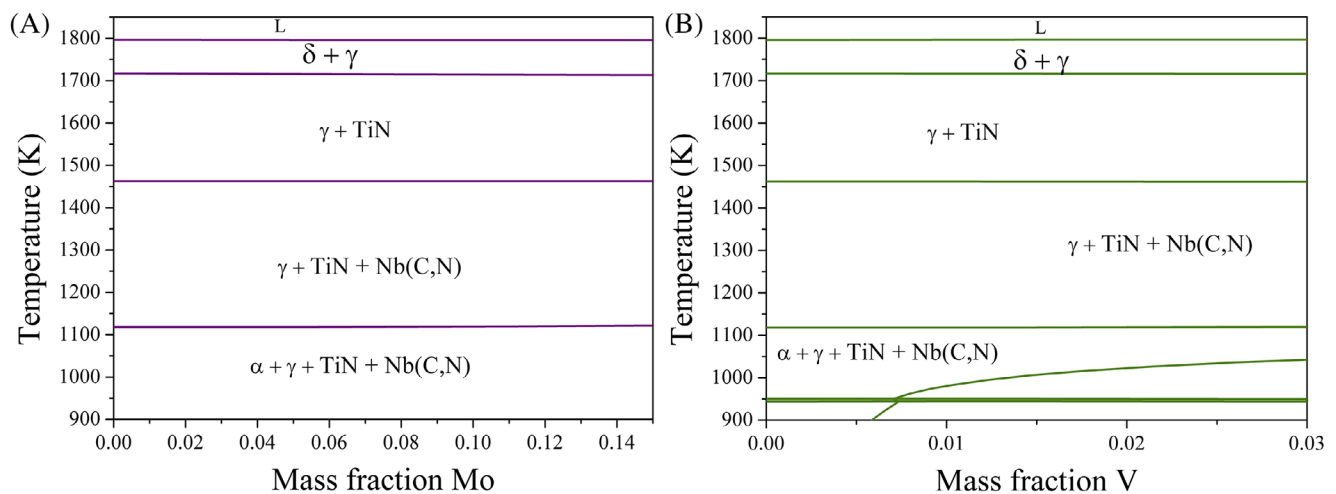 (A)
1800
1700
1600
1500
1400
1300
1200
1100
1000
900
Temperature (K)
L
δ + γ
γ + TiN
γ + TiN + Nb(C,N)
α + γ + TiN + Nb(C,N)
0.00 0.02 0.04 0.06 0.08 0.10 0.12 0.14
Mass fraction Mo
(B)
1800
1700
1600
1500
1400
1300
1200
1100
1000
900
Temperature (K)
L
δ + γ
γ + TiN
γ + TiN + Nb(C,N)
α + γ + TiN + Nb(C,N)
0.00 0.01 0.02 0.03
Mass fraction V